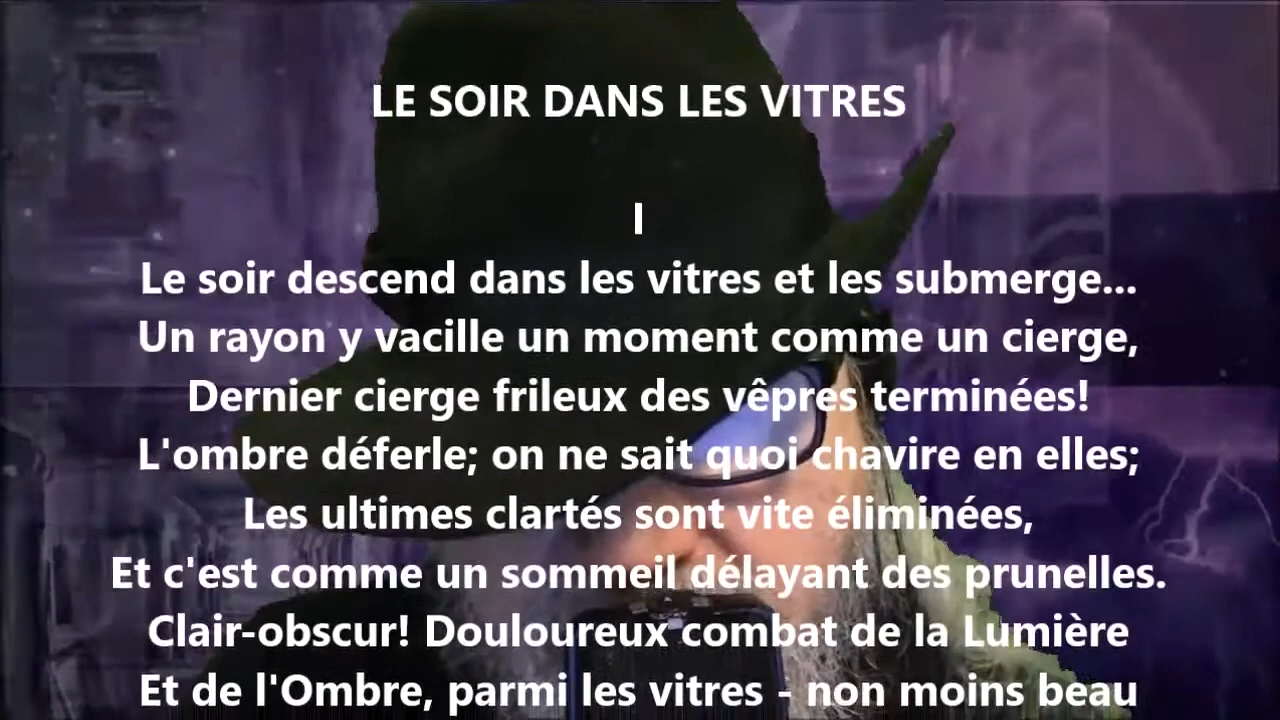 LE SOIR DANS LES VITRES
I
Le soir descend dans les vitres et les submerge...
Un rayon y vacille un moment comme un cierge,
Dernier cierge frileux des vêpres terminées!
L'ombre déferle; on ne sait quoi chavire en elles;
Les ultimes clartés sont vite éliminées,
Et c'est comme un sommeil délayant des prunelles.
Clair-obscur! Douloureux combat de la Lumière
Et de l'Ombre, parmi les vitres - non moins beau